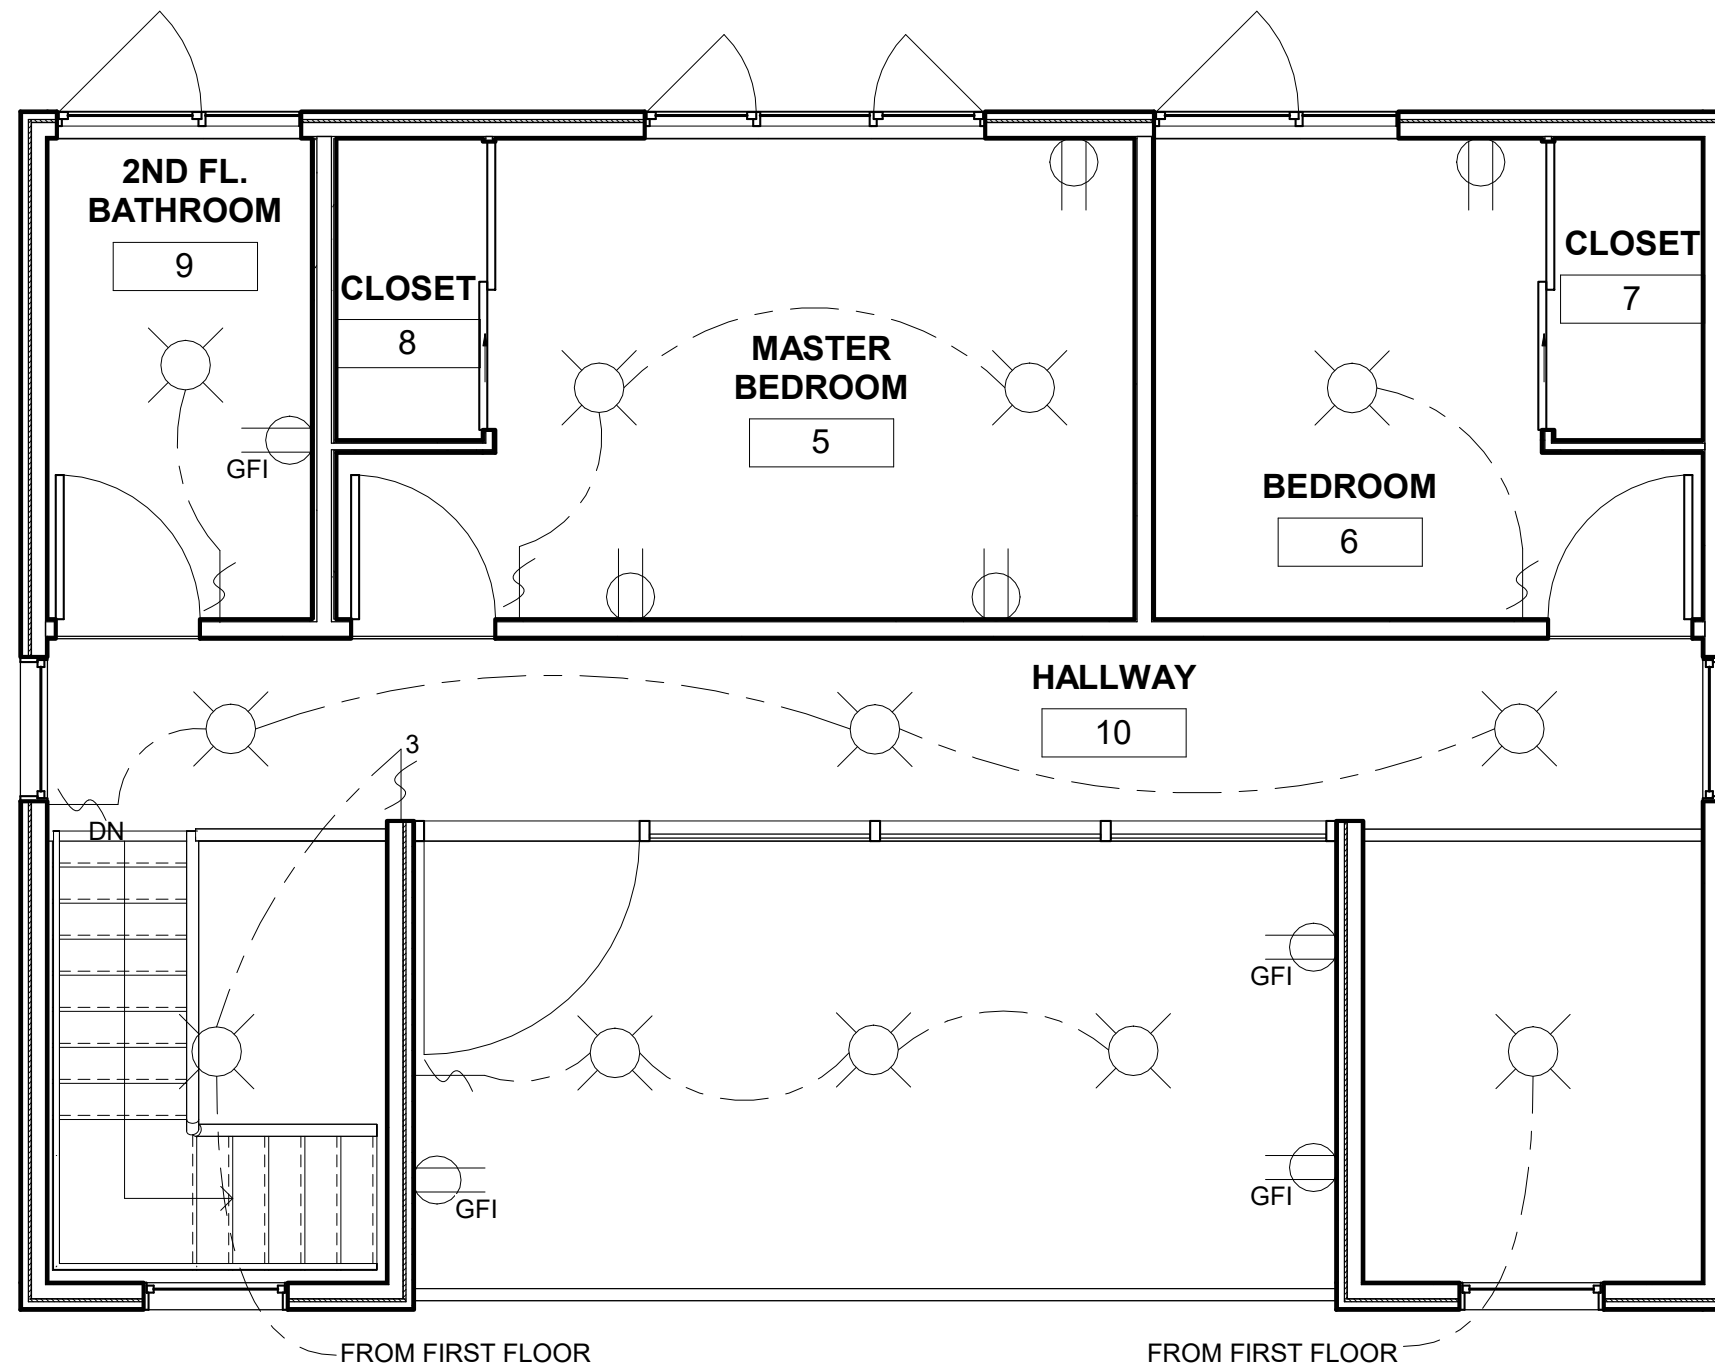 2ND FL.
BATHROOM
9
CLOSET
8
MASTER
BEDROOM
5
CLOSET
7
BEDROOM
6
GFI
HALLWAY
10
3
DN
GFI
GFI
GFI
FROM FIRST FLOOR
FROM FIRST FLOOR